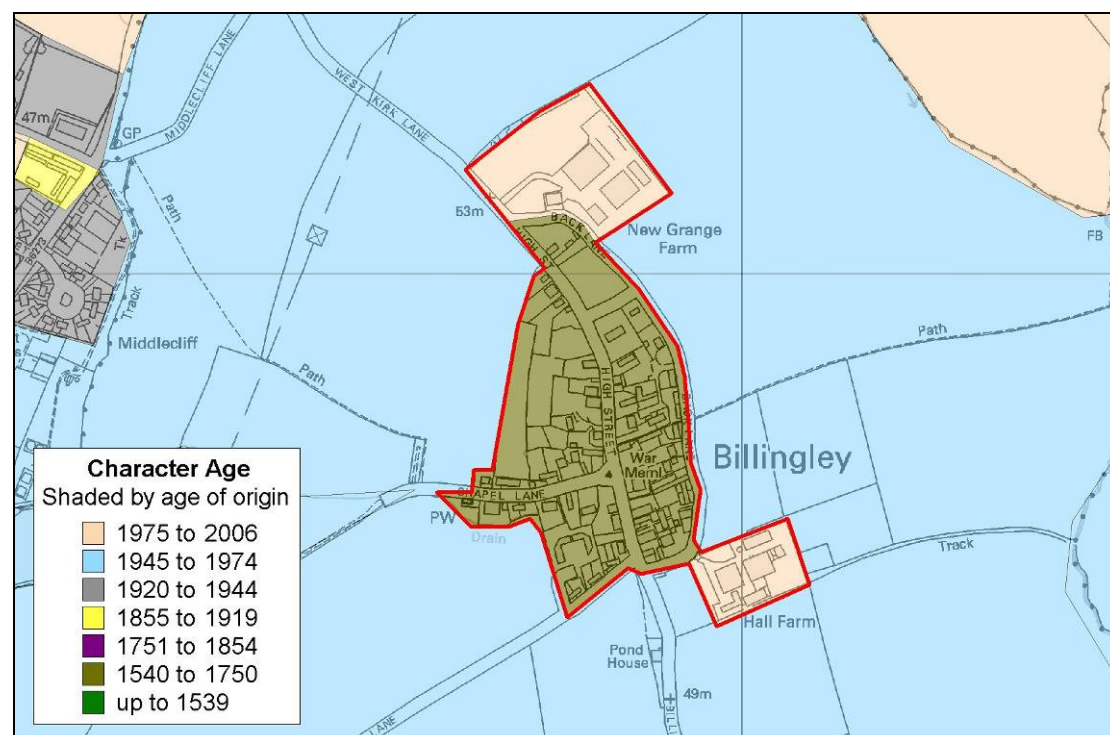 MIDDLECLIFF LANE
WEST KIRK LANE
47m
GP
Path
53m
BACK LANE
HIGH ST
New Grange
Farm
FB
B6273
Tk
Track
Middlecliff
Path
Path
HIGH STREET
War
Meml
Billingley
CHAPEL LANE
PW
Drain
Track
Hall Farm
Pond
House
49m
LANE
Character Age
Shaded by age of origin
1975 to 2006
1945 to 1974
1920 to 1944
1855 to 1919
1751 to 1854
1540 to 1750
up to 1539